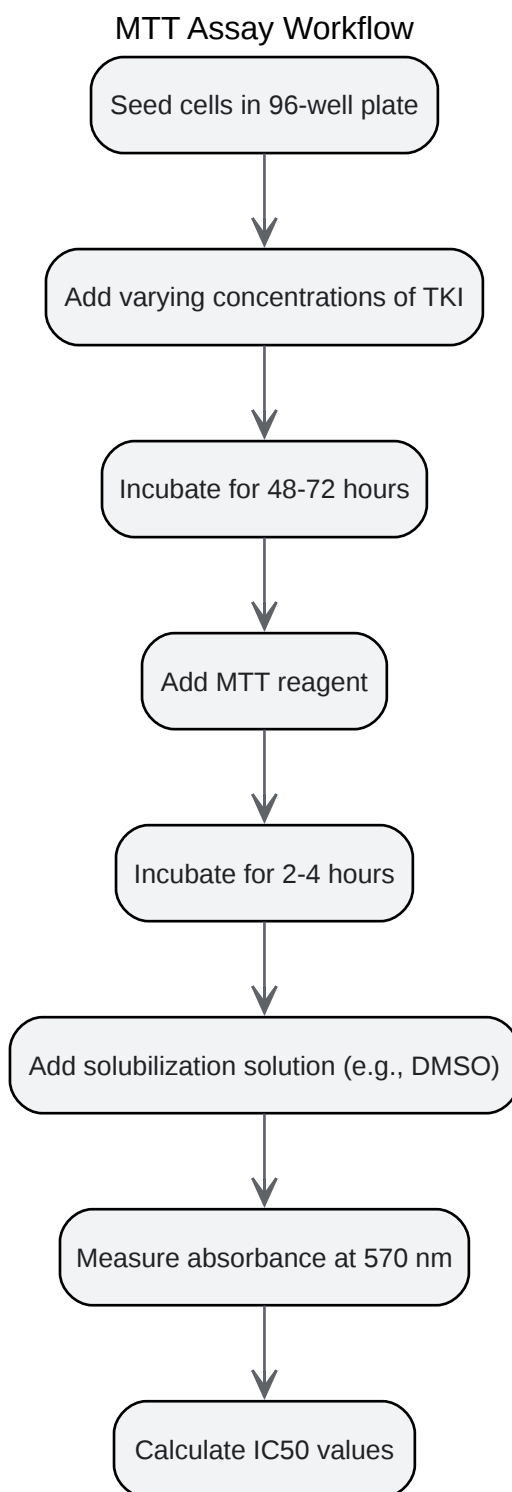 MTT Assay Workflow
Seed cells in 96-well plate
Add varying concentrations of TKI
Incubate for 48-72 hours
Add MTT reagent
Incubate for 2-4 hours
Add solubilization solution (e.g., DMSO)
Measure absorbance at 570 nm
Calculate IC50 values